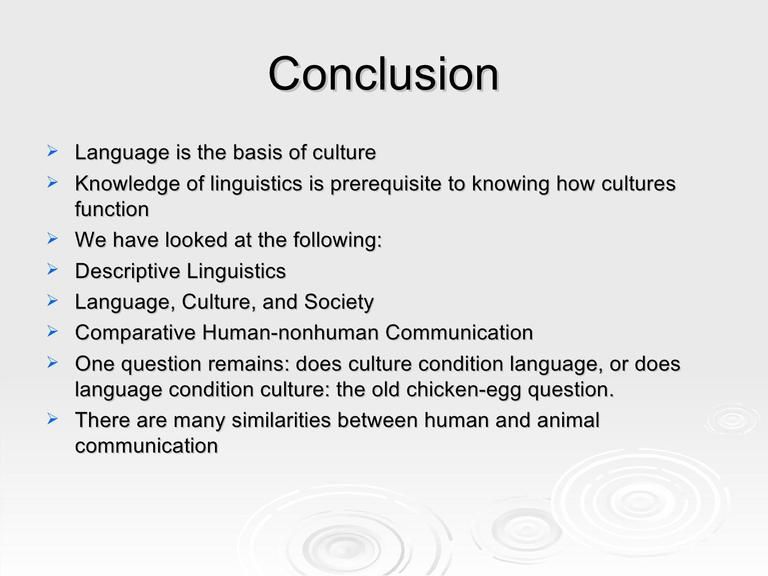 Conclusion
Language is the basis of culture
Knowledge of linguistics is prerequisite to knowing how cultures
function
We have looked at the following:
Descriptive Linguistics
Language, Culture, and Society
Comparative Human-nonhuman Communication
One question remains: does culture condition language, or does
language condition culture: the old chicken-egg question.
There are many similarities between human and animal
communication